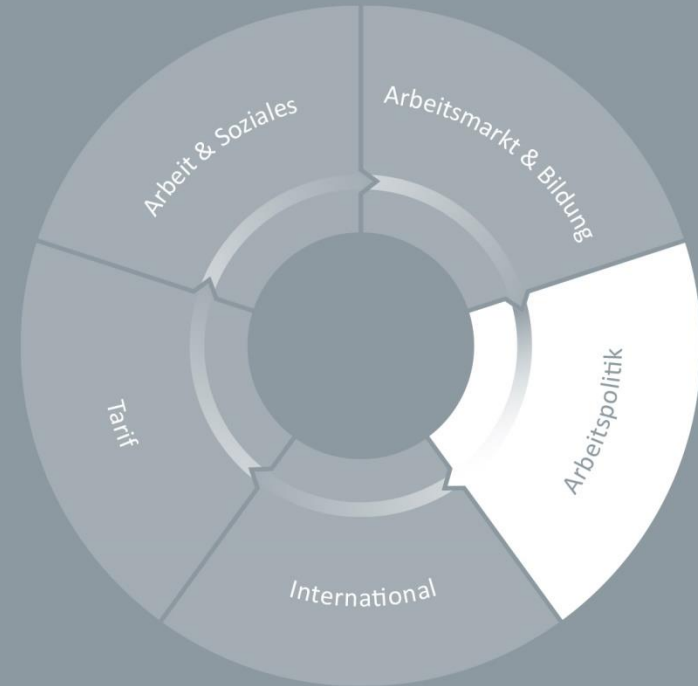 Arbeit & Soziales
Arbeitsmarkt & Bildung
Arbeitspolitik
International
Tarif